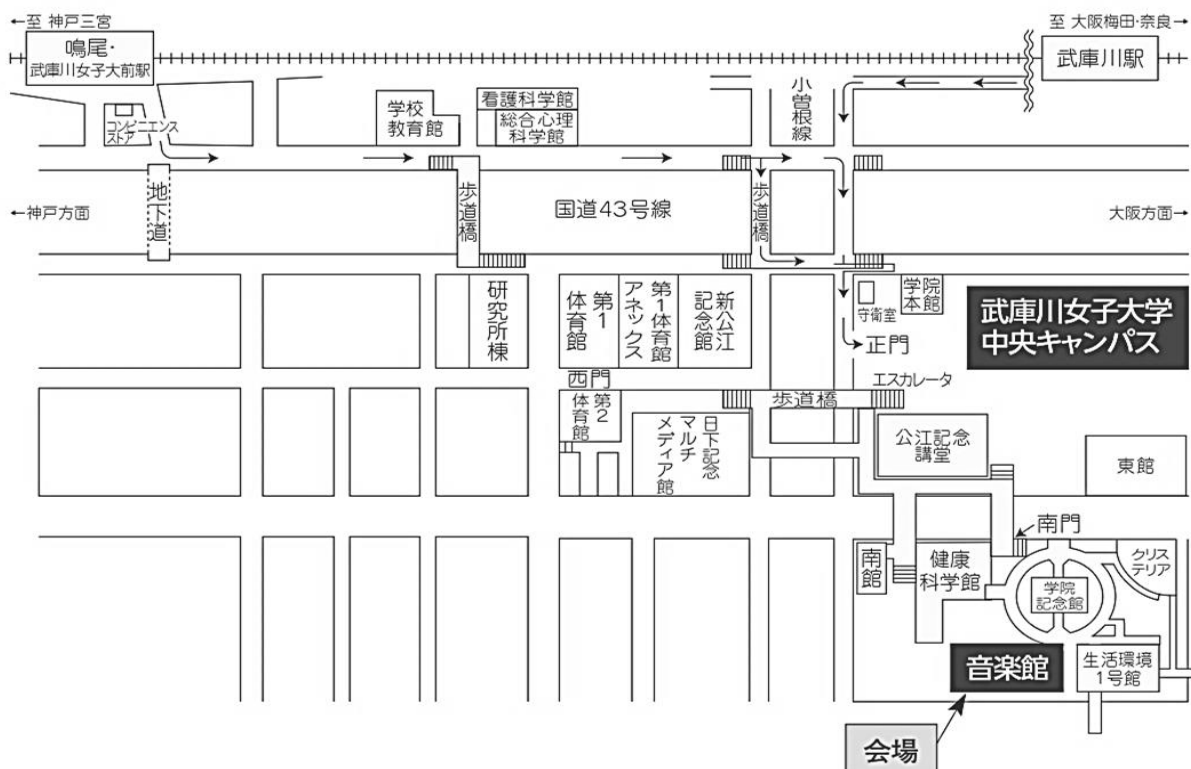 ←至 神戸三宮
至 大阪梅田・奈良→
鳴尾・
武庫川女子大前駅
武庫川駅
コンビニエンス
ストア
学校
教育館
看護科学館
総合心理
科学館
小曽根線
←神戸方面
地下道
歩道橋
国道43号線
歩道橋
大阪方面→
研究所棟
第1
体育館
第1体育館
アネックス
新公江
記念館
守衛室
学院
本館
武庫川女子大学
中央キャンパス
正門
西門
エスカレータ
第2
体育館
歩道橋
日下記念
マルチ
メディア館
公江記念
講堂
東館
南門
南館
健康
科学館
学院
記念館
クリス
テリア
音楽館
生活環境
1号館
会場